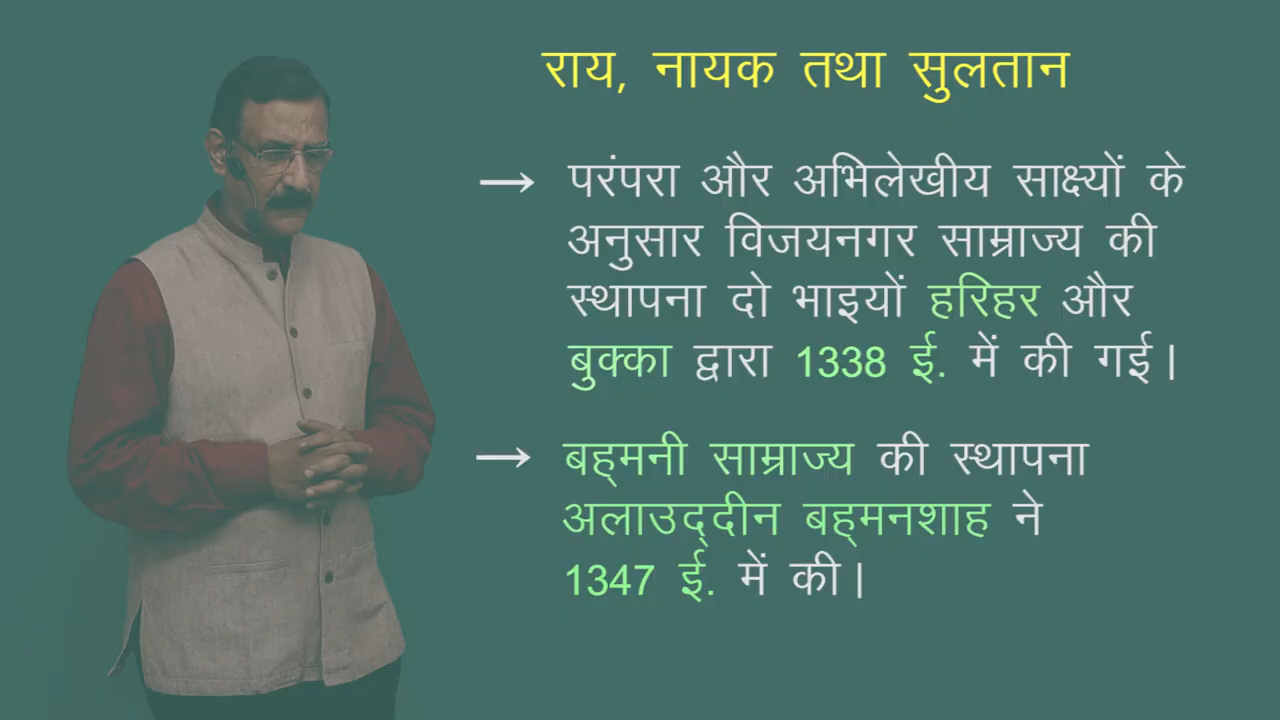 राय, नायक तथा सुलतान
→ परंपरा और अभिलेखीय साक्ष्यों के
अनुसार विजयनगर साम्राज्य की
स्थापना दो भाइयों हरिहर और
बुक्का द्वारा 1338 ई. में की गई।
→ बह्मनी साम्राज्य की स्थापना
अलाउद्‌दीन बह्मनशाह ने
1347 ई. में की।